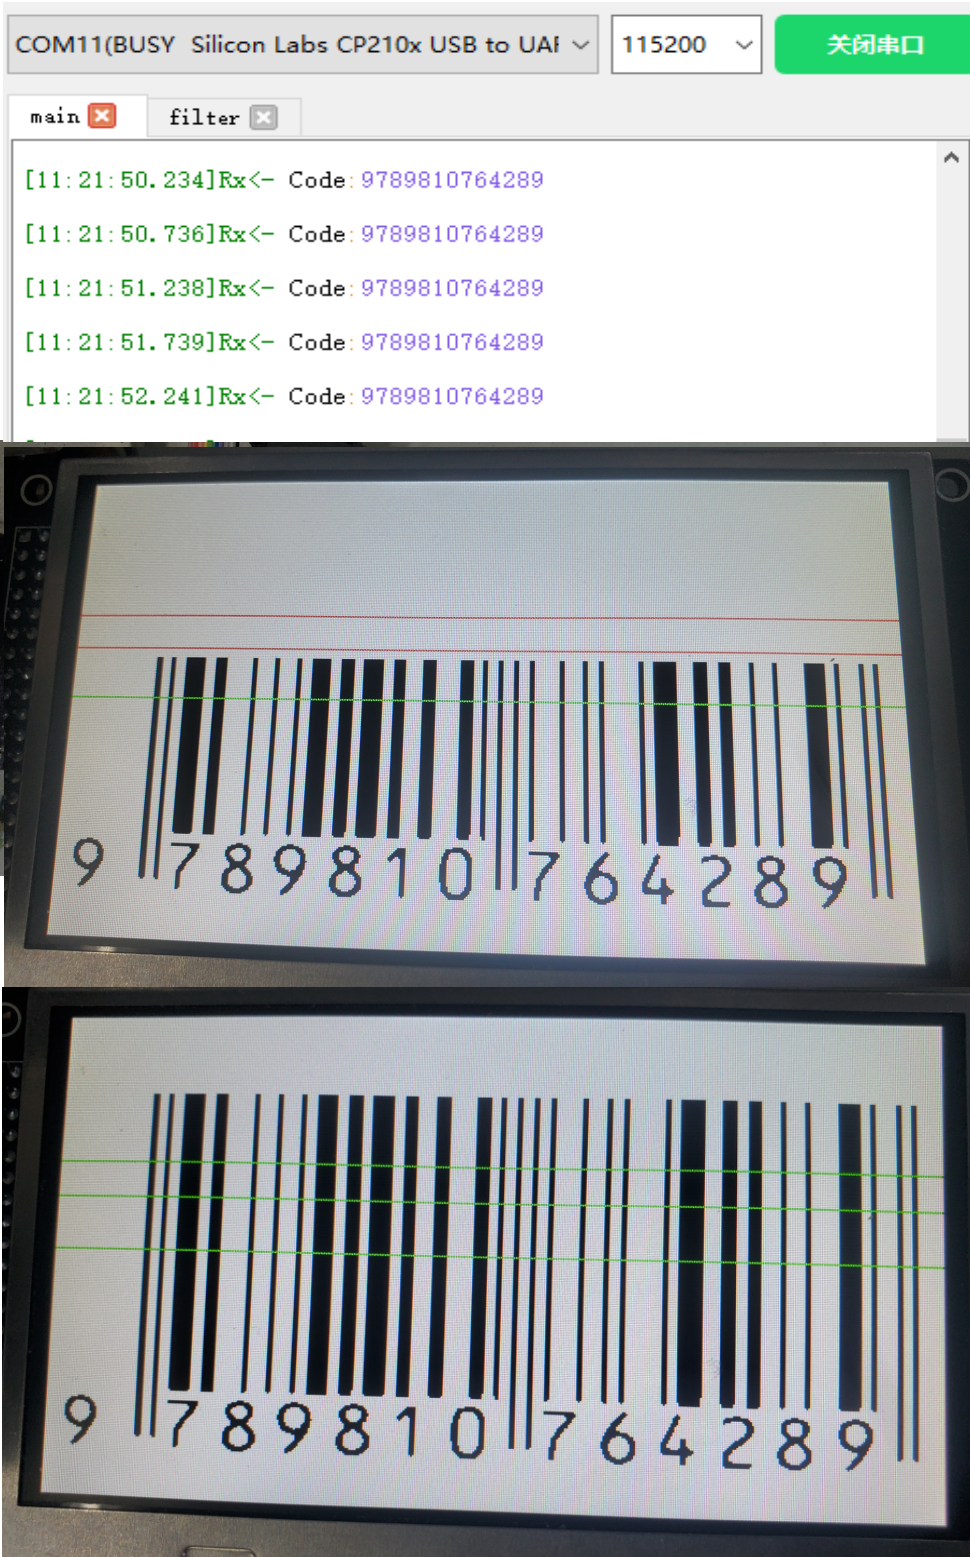 COM11(BUSY  Silicon Labs CP210x USB to UAR
115200
关闭串口
main
filter
[11:21:50.234]Rx<- Code:9789810764289
[11:21:50.736]Rx<- Code:9789810764289
[11:21:51.238]Rx<- Code:9789810764289
[11:21:51.739]Rx<- Code:9789810764289
[11:21:52.241]Rx<- Code:9789810764289
9 789810 764289
9 789810 764289